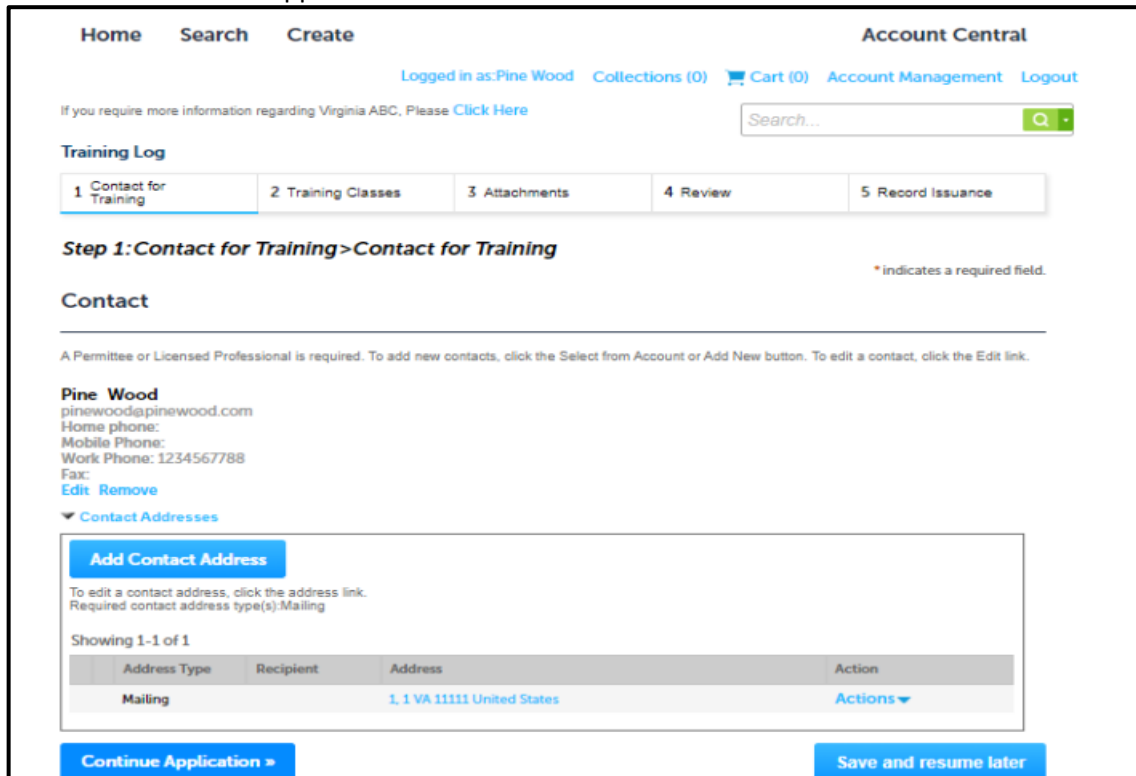 Home Search Create Account Central
Logged in as:Pine Wood Collections (0) Cart (0) Account Management Logout
If you require more information regarding Virginia ABC, Please Click Here
Search...
Training Log
1 Contact for Training 2 Training Classes 3 Attachments 4 Review 5 Record Issuance
Step 1:Contact for Training>Contact for Training
* indicates a required field.
Contact
A Permittee or Licensed Professional is required. To add new contacts, click the Select from Account or Add New button. To edit a contact, click the Edit link.
Pine Wood
pinewood@pinewood.com
Home phone:
Mobile Phone:
Work Phone: 1234567788
Fax:
Edit Remove
Contact Addresses
Add Contact Address
To edit a contact address, click the address link.
Required contact address type(s):Mailing
Showing 1-1 of 1
Address Type Recipient Address Action
Mailing 1, 1 VA 11111 United States Actions
Continue Application » Save and resume later